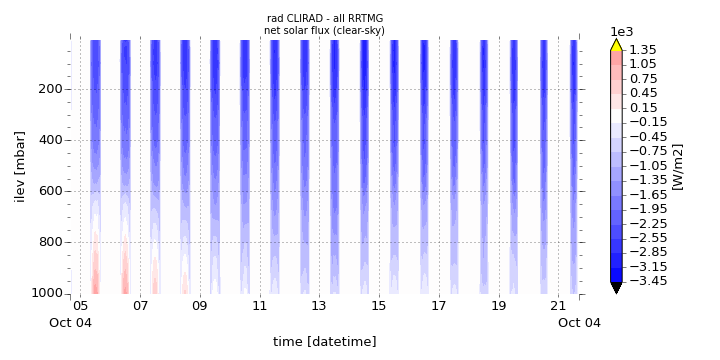 rad CLIRAD - all RRTMG
net solar flux (clear-sky)
1e3
1.35
1.05
0.75
0.45
0.15
−0.15
−0.45
−0.75
−1.05
−1.35
−1.65
−1.95
−2.25
−2.55
−2.85
−3.15
−3.45
[W/m2]
ilev [mbar]
200
400
600
800
1000
05 07 09 11 13 15 17 19 21
Oct 04 Oct 04
time [datetime]